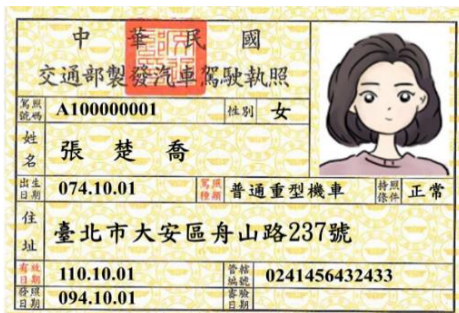 中華民國
交通部製發汽車駕駛執照
駕照號碼 A100000001 性別 女
姓名 張楚喬
出生日期 074.10.01 駕照種類 普通重型機車 持照條件 正常
住址 臺北市大安區舟山路237號
有效日期 110.10.01 管轄編號 0241456432433
發照日期 094.10.01 審驗日期